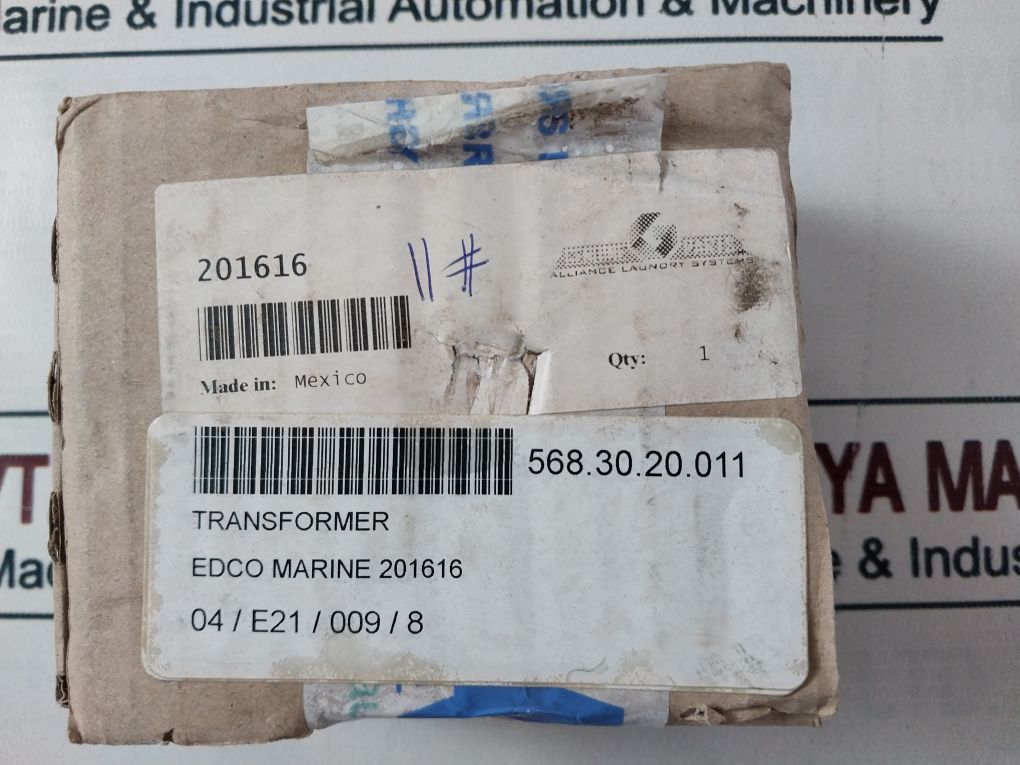 arine & Industrial Automation & Machinery
201616
11 #
ALLIANCE LAUNDRY SYSTEMS
Made in: Mexico
Qty: 1
568.30.20.011
TRANSFORMER
EDCO MARINE 201616
04 / E21 / 009 / 8
YA MA
& Indus